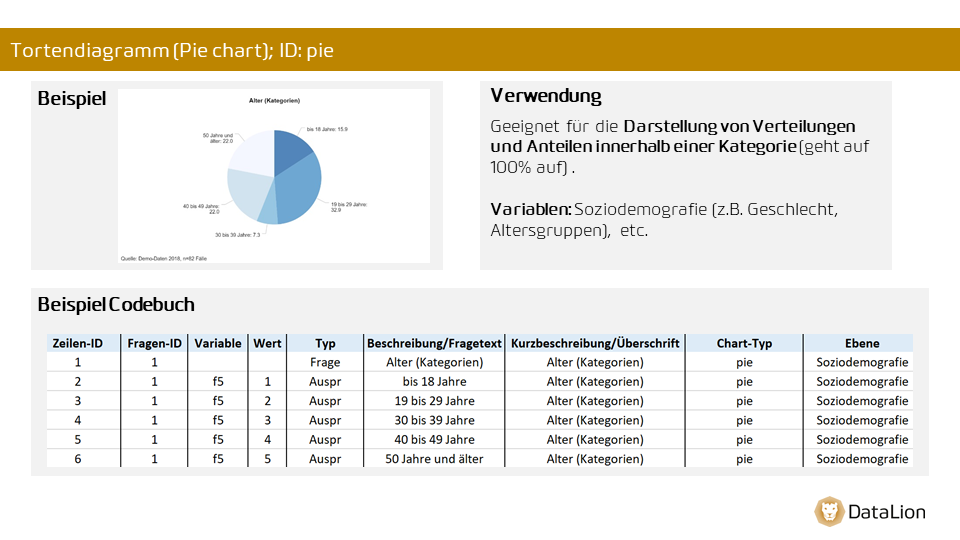 Tortendiagramm (Pie chart); ID: pie
Beispiel
Alter (Kategorien)
bis 18 Jahre: 15.9
50 Jahre und
älter: 22.0
40 bis 49 Jahre:
22.0
19 bis 29 Jahre:
32.9
30 bis 39 Jahre: 7.3
Quelle: Demo-Daten 2018, n=82 Fälle
Verwendung
Geeignet für die Darstellung von Verteilungen
und Anteilen innerhalb einer Kategorie (geht auf
100% auf) .
Variablen: Soziodemografie (z.B. Geschlecht,
Altersgruppen), etc.
Beispiel Codebuch
Zeilen-ID Fragen-ID Variable Wert Typ Beschreibung/Fragetext Kurzbeschreibung/Überschrift Chart-Typ Ebene
1 1 Frage Alter (Kategorien) Alter (Kategorien) pie Soziodemografie
2 1 f5 1 Auspr bis 18 Jahre Alter (Kategorien) pie Soziodemografie
3 1 f5 2 Auspr 19 bis 29 Jahre Alter (Kategorien) pie Soziodemografie
4 1 f5 3 Auspr 30 bis 39 Jahre Alter (Kategorien) pie Soziodemografie
5 1 f5 4 Auspr 40 bis 49 Jahre Alter (Kategorien) pie Soziodemografie
6 1 f5 5 Auspr 50 Jahre und älter Alter (Kategorien) pie Soziodemografie
DataLion